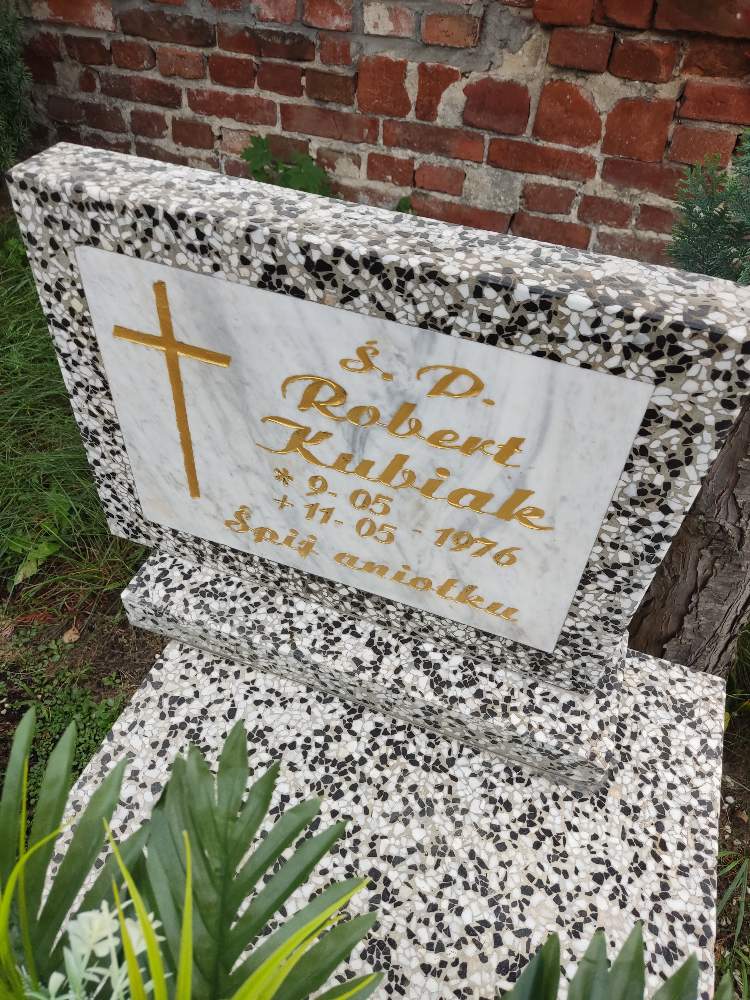 Ś. P.
Robert
Kubiak
* 9-05
+ 11-05 - 1976
Śpij aniołku